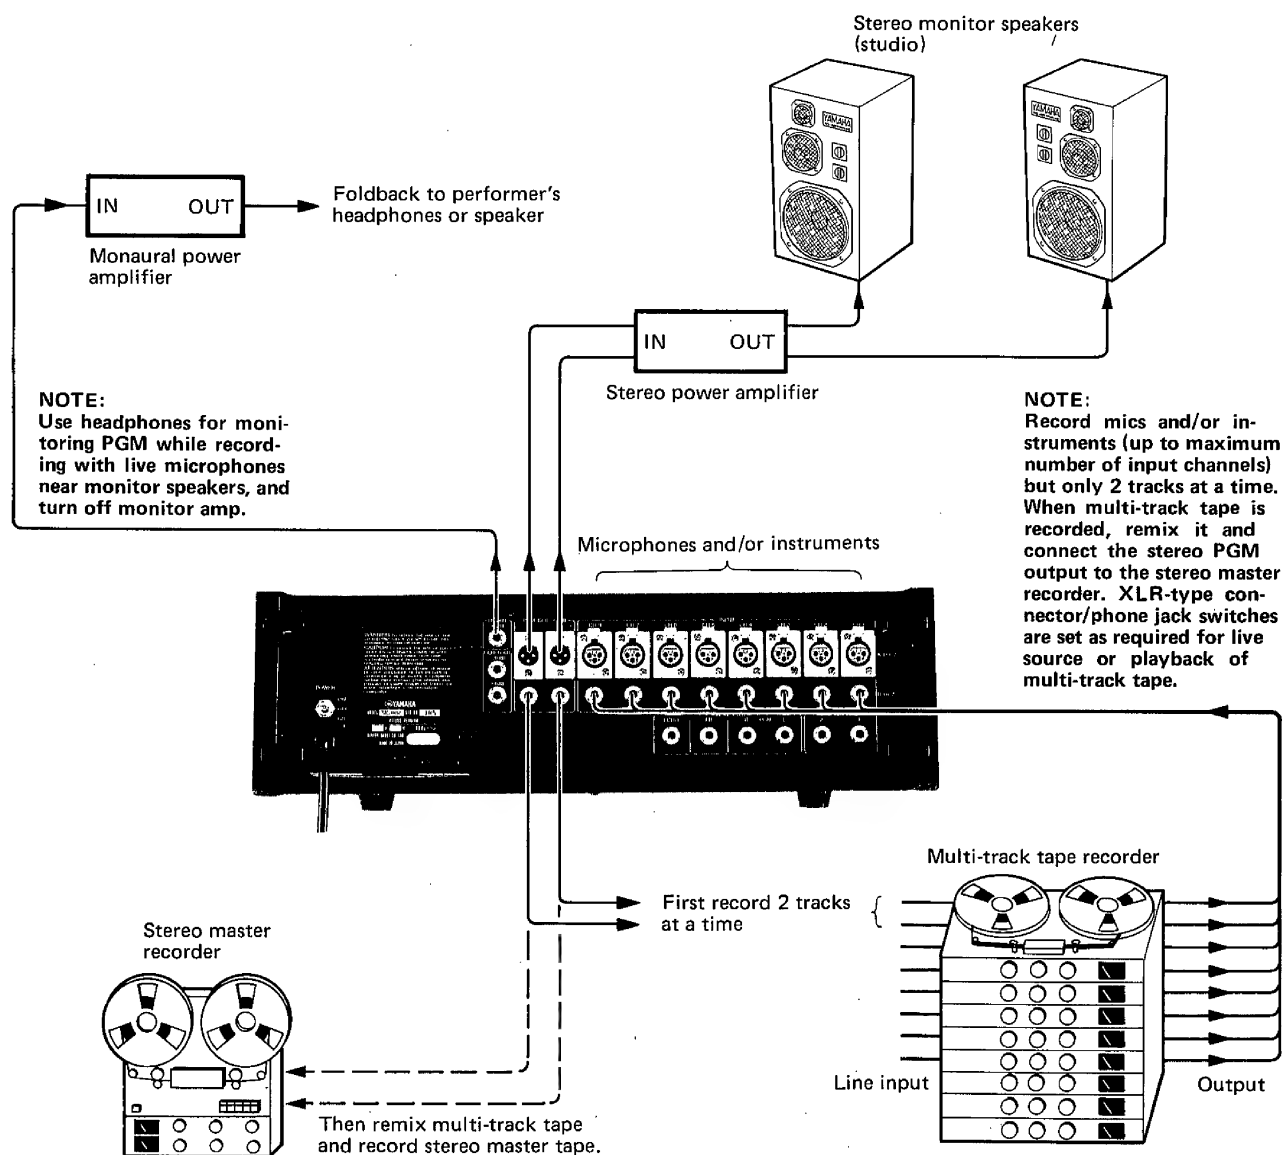 Stereo monitor speakers
(studio)
YAMAHA
YAMAHA
IN OUT
Foldback to performer's
headphones or speaker
Monaural power
amplifier
IN OUT
Stereo power amplifier
NOTE:
Use headphones for moni-
toring PGM while record-
ing with live microphones
near monitor speakers, and
turn off monitor amp.
NOTE:
Record mics and/or in-
struments (up to maximum
number of input channels)
but only 2 tracks at a time.
When multi-track tape is
recorded, remix it and
connect the stereo PGM
output to the stereo master
recorder. XLR-type con-
nector/phone jack switches
are set as required for live
source or playback of
multi-track tape.
Microphones and/or instruments
POWER
YAMAHA
Multi-track tape recorder
First record 2 tracks
at a time
Stereo master
recorder
Line input
Output
Then remix multi-track tape
and record stereo master tape.